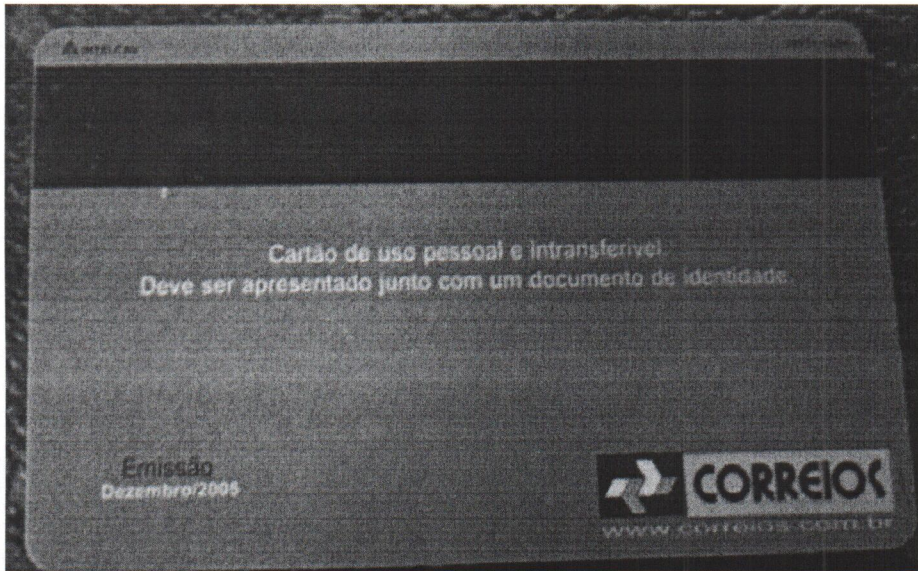 INTELCAV
Cartão de uso pessoal e intransferível
Deve ser apresentado junto com um documento de identidade.
Emissão
Dezembro/2005
CORREIOS
www.correios.com.br